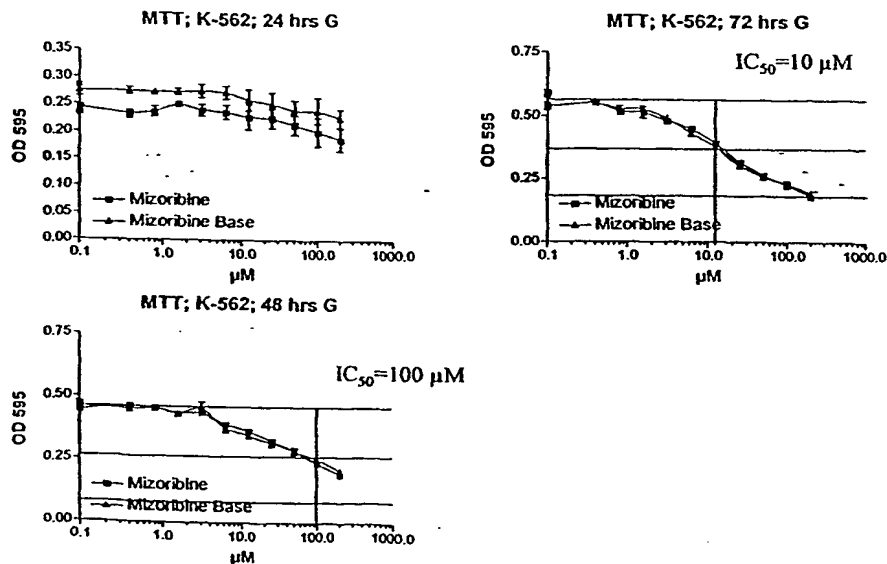 MTT; K-562; 24 hrs G
0.35
0.30
0.25
0.20
0.15
0.10
0.05
0.00
OD 595
Mizoribine
Mizoribine Base
0.1
1.0
10.0
100.0
1000.0
µM
MTT; K-562; 72 hrs G
IC50=10 µM
0.75
0.50
0.25
0.00
OD 595
Mizoribine
Mizoribine Base
0.1
1.0
10.0
100.0
1000.0
µM
MTT; K-562; 48 hrs G
IC50=100 µM
0.75
0.50
0.25
0.00
OD 595
Mizoribine
Mizoribine Base
0.1
1.0
10.0
100.0
1000.0
µM